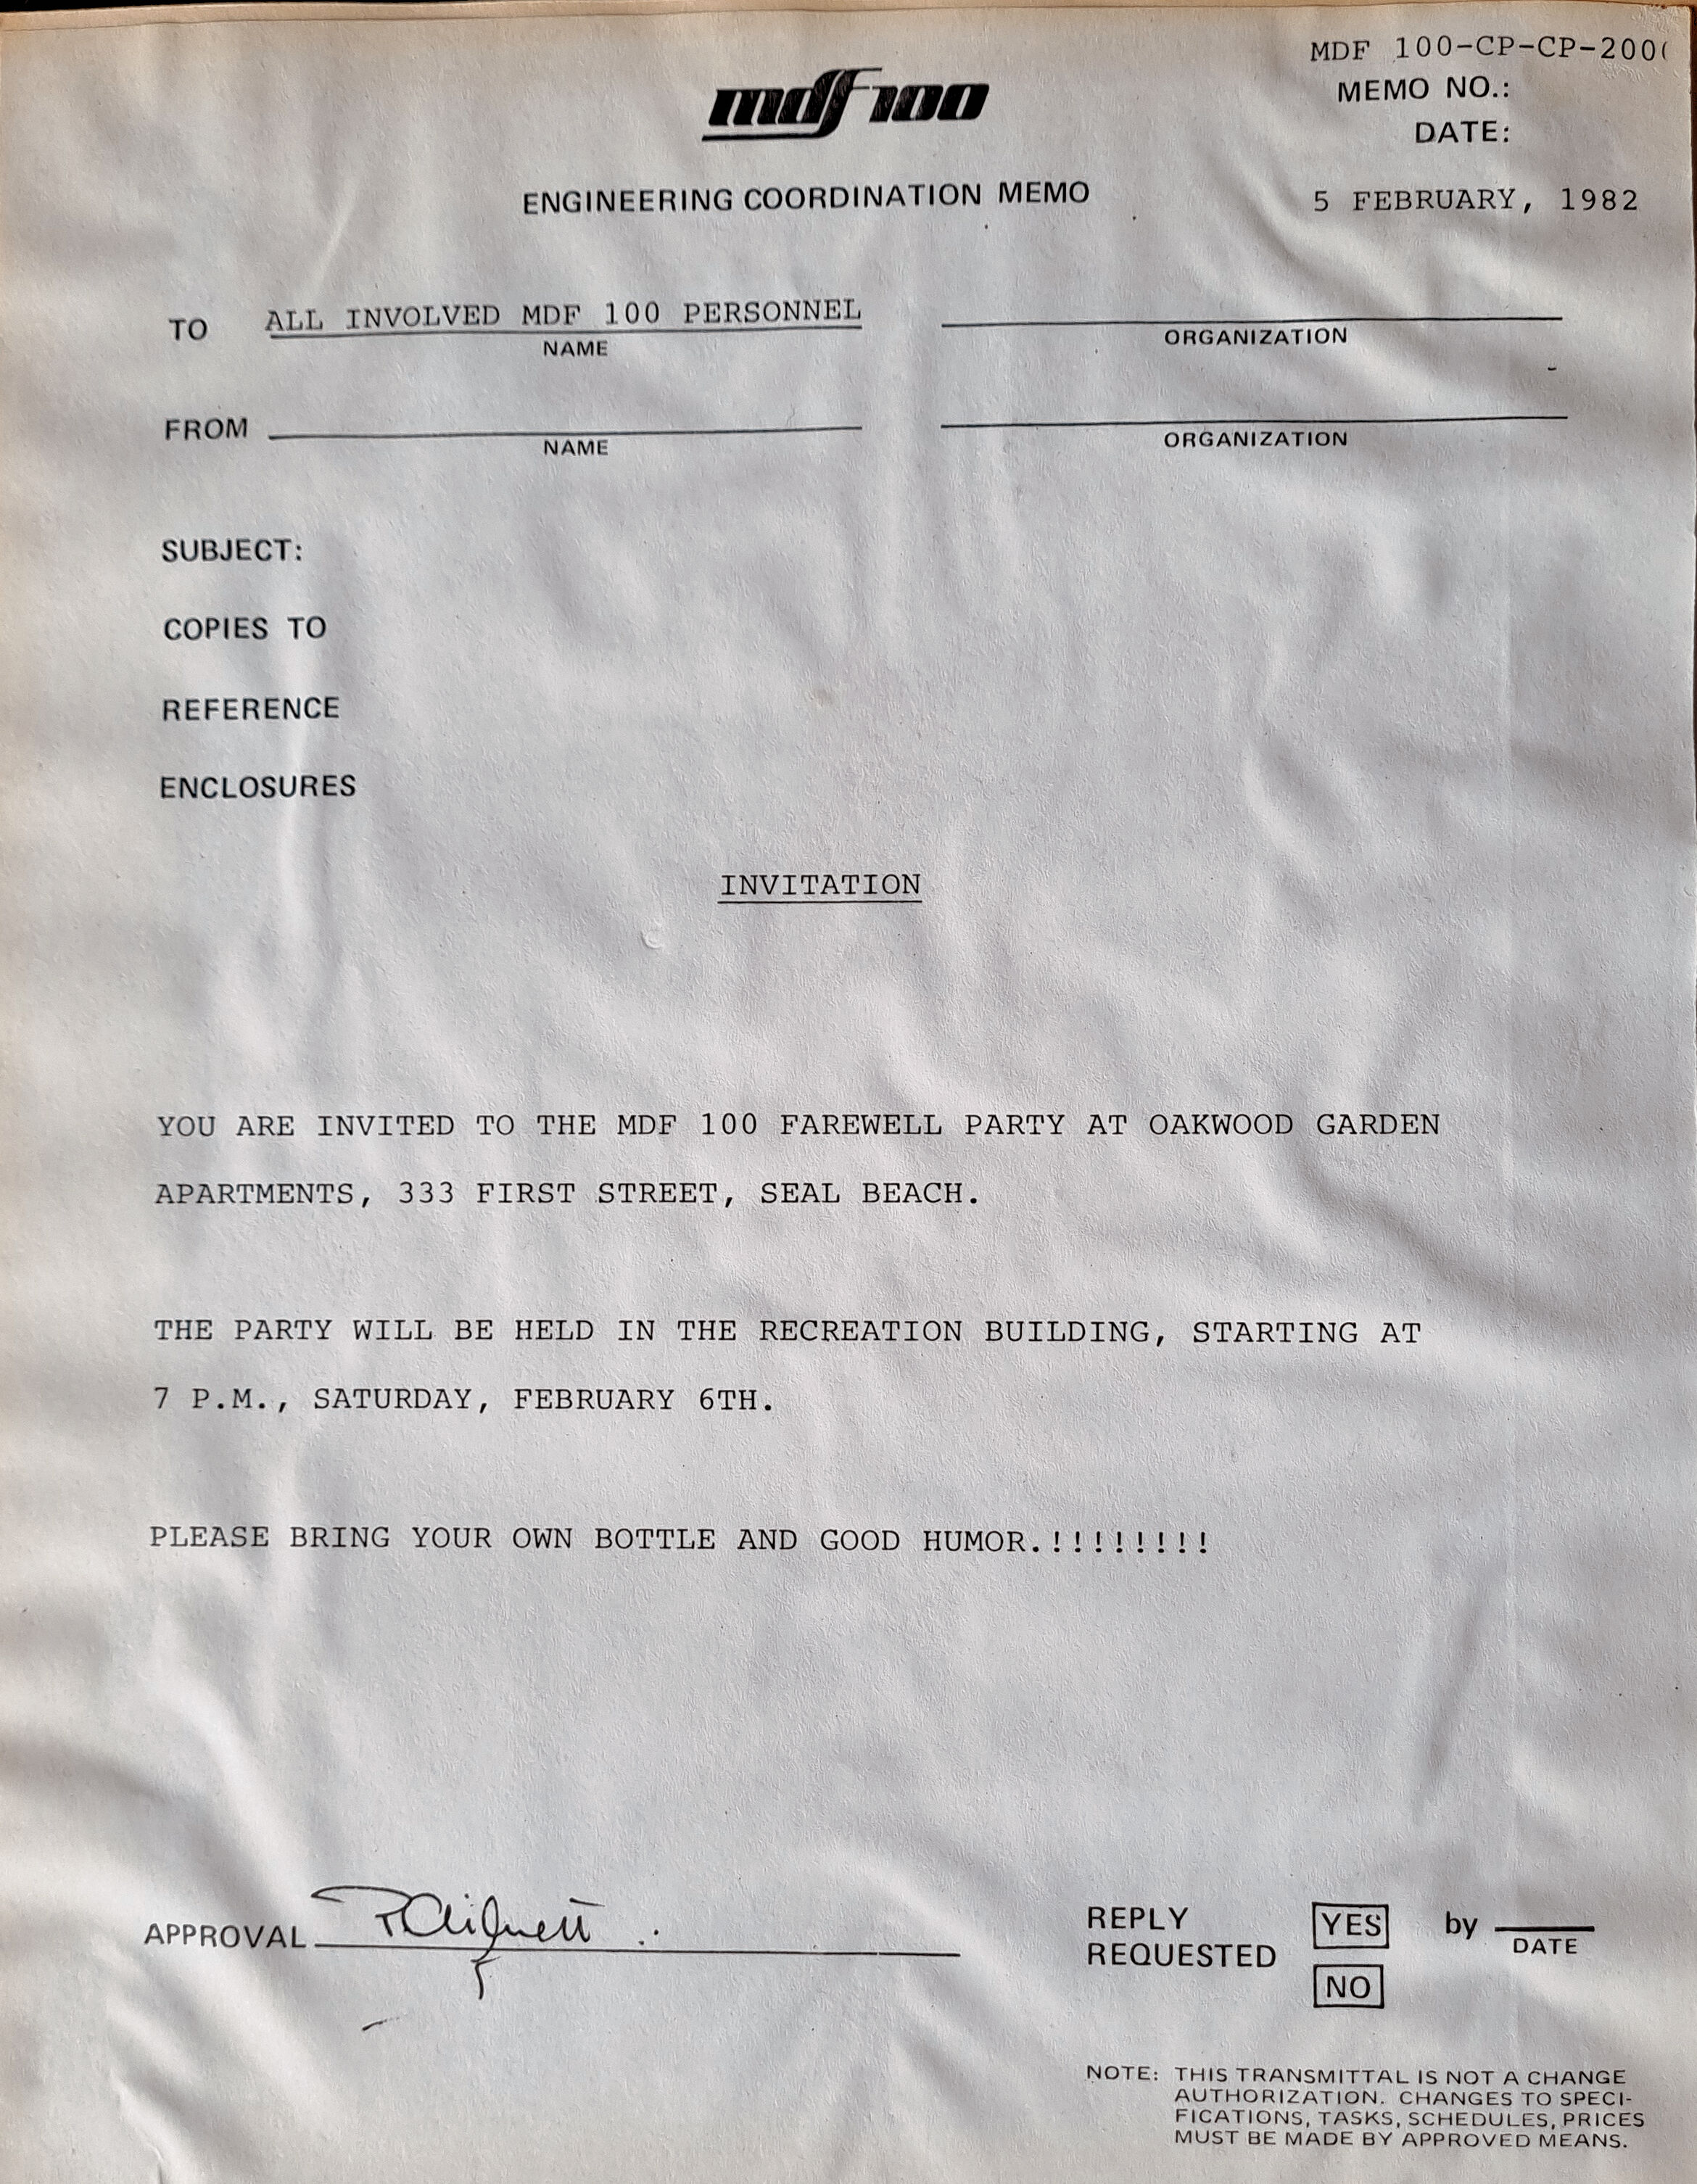 MDF 100-CP-CP-200
mdf 100
MEMO NO.:
DATE:
ENGINEERING COORDINATION MEMO
5 FEBRUARY, 1982
TO ALL INVOLVED MDF 100 PERSONNEL
NAME
ORGANIZATION
FROM
NAME
ORGANIZATION
SUBJECT:
COPIES TO
REFERENCE
ENCLOSURES
INVITATION
YOU ARE INVITED TO THE MDF 100 FAREWELL PARTY AT OAKWOOD GARDEN
APARTMENTS, 333 FIRST STREET, SEAL BEACH.
THE PARTY WILL BE HELD IN THE RECREATION BUILDING, STARTING AT
7 P.M., SATURDAY, FEBRUARY 6TH.
PLEASE BRING YOUR OWN BOTTLE AND GOOD HUMOR.!!!!!!!!
APPROVAL
REPLY
REQUESTED
YES
by
DATE
NO
NOTE: THIS TRANSMITTAL IS NOT A CHANGE
AUTHORIZATION. CHANGES TO SPECI-
FICATIONS, TASKS, SCHEDULES, PRICES
MUST BE MADE BY APPROVED MEANS.